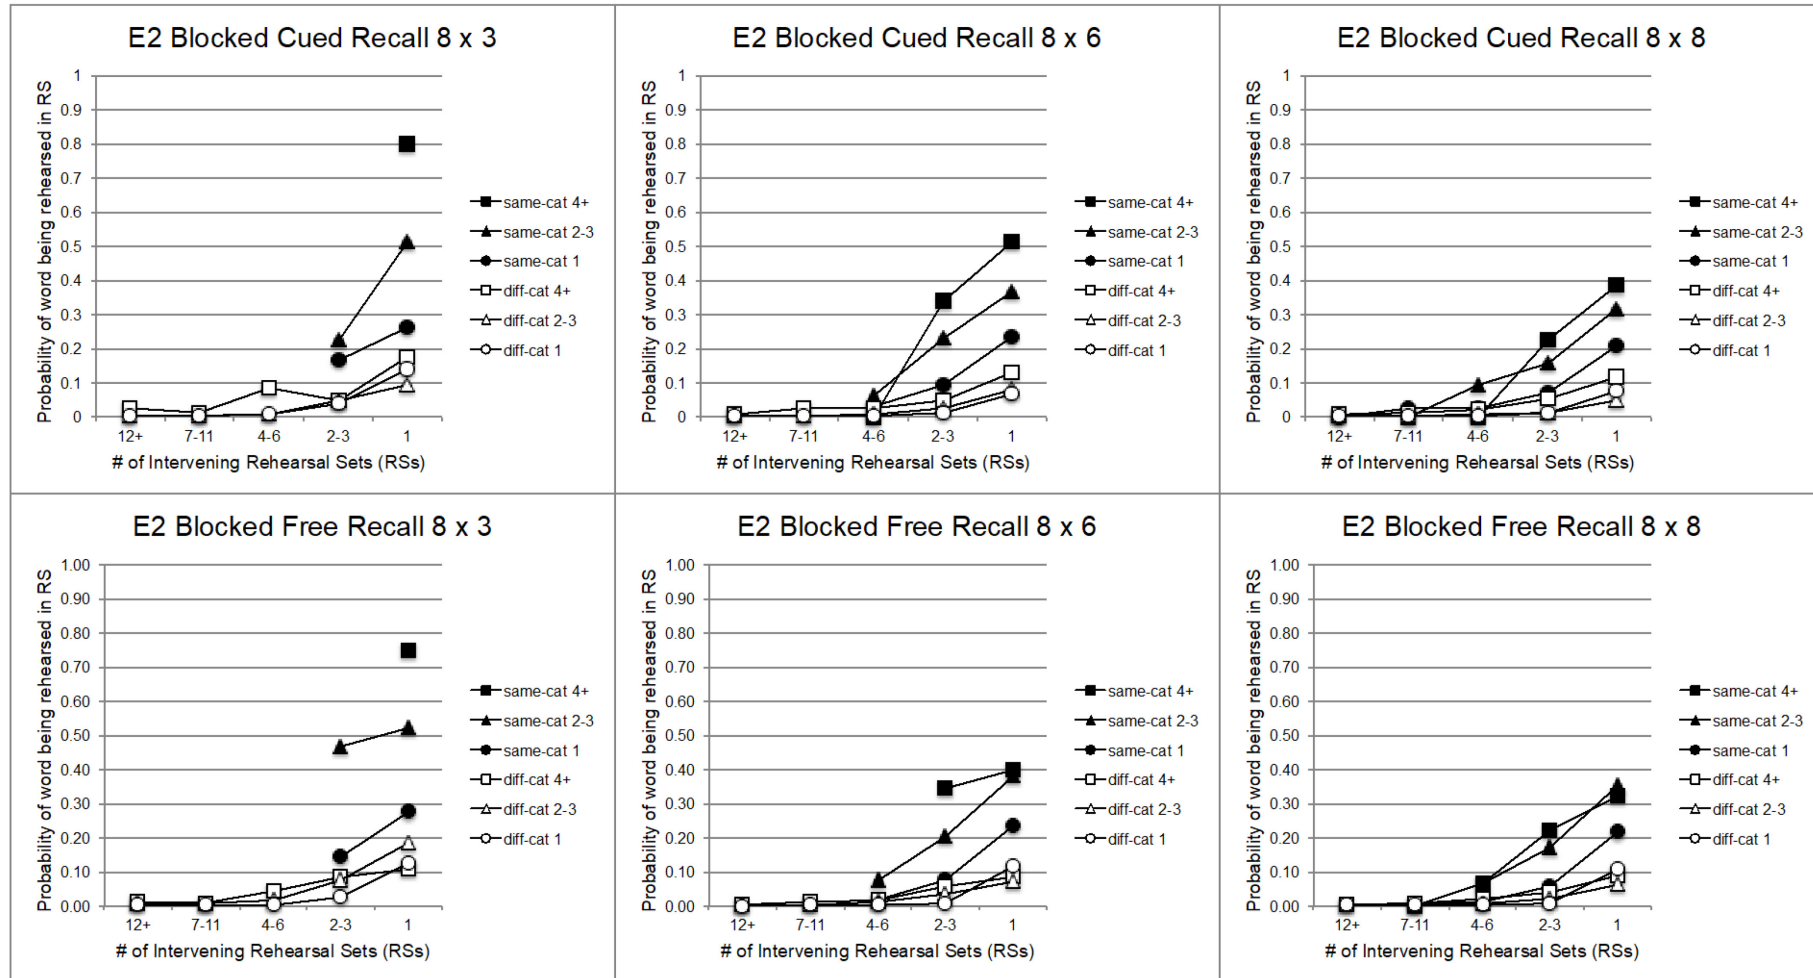 E2 Blocked Cued Recall 8 x 3
Probability of word being rehearsed in RS
1
0.9
0.8
0.7
0.6
0.5
0.4
0.3
0.2
0.1
0
12+ 7-11 4-6 2-3 1
# of Intervening Rehearsal Sets (RSs)
same-cat 4+
same-cat 2-3
same-cat 1
diff-cat 4+
diff-cat 2-3
diff-cat 1
E2 Blocked Cued Recall 8 x 6
Probability of word being rehearsed in RS
1
0.9
0.8
0.7
0.6
0.5
0.4
0.3
0.2
0.1
0
12+ 7-11 4-6 2-3 1
# of Intervening Rehearsal Sets (RSs)
same-cat 4+
same-cat 2-3
same-cat 1
diff-cat 4+
diff-cat 2-3
diff-cat 1
E2 Blocked Cued Recall 8 x 8
Probability of word being rehearsed in RS
1
0.9
0.8
0.7
0.6
0.5
0.4
0.3
0.2
0.1
0
12+ 7-11 4-6 2-3 1
# of Intervening Rehearsal Sets (RSs)
same-cat 4+
same-cat 2-3
same-cat 1
diff-cat 4+
diff-cat 2-3
diff-cat 1
E2 Blocked Free Recall 8 x 3
Probability of word being rehearsed in RS
1.00
0.90
0.80
0.70
0.60
0.50
0.40
0.30
0.20
0.10
0.00
12+ 7-11 4-6 2-3 1
# of Intervening Rehearsal Sets (RSs)
same-cat 4+
same-cat 2-3
same-cat 1
diff-cat 4+
diff-cat 2-3
diff-cat 1
E2 Blocked Free Recall 8 x 6
Probability of word being rehearsed in RS
1.00
0.90
0.80
0.70
0.60
0.50
0.40
0.30
0.20
0.10
0.00
12+ 7-11 4-6 2-3 1
# of Intervening Rehearsal Sets (RSs)
same-cat 4+
same-cat 2-3
same-cat 1
diff-cat 4+
diff-cat 2-3
diff-cat 1
E2 Blocked Free Recall 8 x 8
Probability of word being rehearsed in RS
1.00
0.90
0.80
0.70
0.60
0.50
0.40
0.30
0.20
0.10
0.00
12+ 7-11 4-6 2-3 1
# of Intervening Rehearsal Sets (RSs)
same-cat 4+
same-cat 2-3
same-cat 1
diff-cat 4+
diff-cat 2-3
diff-cat 1